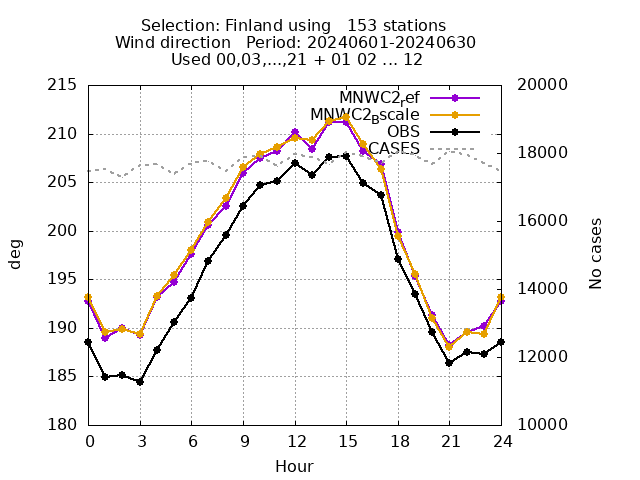 Selection: Finland using   153 stations
Wind direction   Period: 20240601-20240630
Used 00,03,...,21 + 01 02 ... 12
215
210
205
200
195
190
185
180
deg
20000
18000
16000
14000
12000
10000
No cases
MNWC2ref
MNWC2Bscale
OBS
CASES
0 3 6 9 12 15 18 21 24
Hour